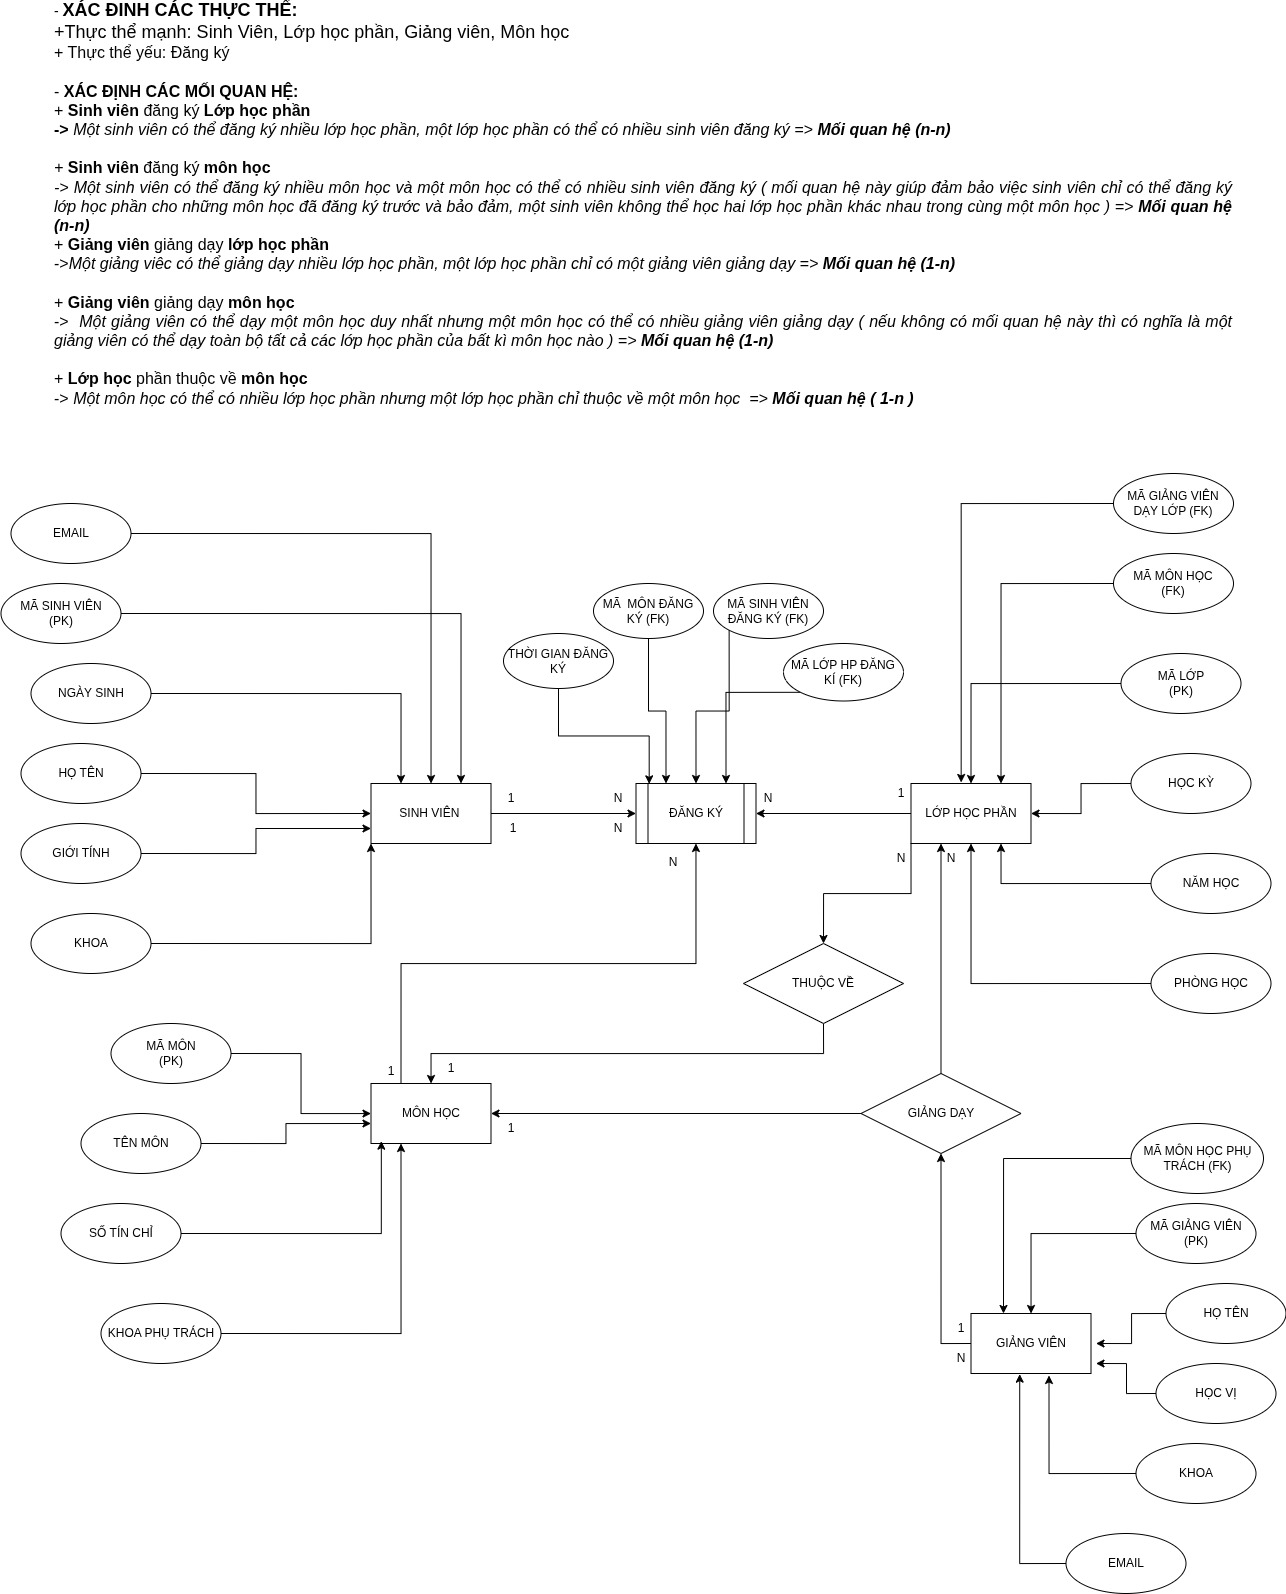 - XÁC ĐINH CÁC THỰC THỂ:
+Thực thể mạnh: Sinh Viên, Lớp học phần, Giảng viên, Môn học
+ Thực thể yếu: Đăng ký
- XÁC ĐỊNH CÁC MỐI QUAN HỆ:
+ Sinh viên đăng ký Lớp học phần
-> Một sinh viên có thể đăng ký nhiều lớp học phần, một lớp học phần có thể có nhiều sinh viên đăng ký => Mối quan hệ (n-n)
+ Sinh viên đăng ký môn học
-> Một sinh viên có thể đăng ký nhiều môn học và một môn học có thể có nhiều sinh viên đăng ký ( mối quan hệ này giúp đảm bảo việc sinh viên chỉ có thể đăng ký
lớp học phần cho những môn học đã đăng ký trước và bảo đảm, một sinh viên không thể học hai lớp học phần khác nhau trong cùng một môn học ) => Mối quan hệ
(n-n)
+ Giảng viên giảng dạy lớp học phần
->Một giảng viêc có thể giảng dạy nhiều lớp học phần, một lớp học phần chỉ có một giảng viên giảng dạy => Mối quan hệ (1-n)
+ Giảng viên giảng dạy môn học
-> Một giảng viên có thể dạy một môn học duy nhất nhưng một môn học có thể có nhiều giảng viên giảng dạy ( nếu không có mối quan hệ này thì có nghĩa là một
giảng viên có thể dạy toàn bộ tất cả các lớp học phần của bất kì môn học nào ) => Mối quan hệ (1-n)
+ Lớp học phần thuộc về môn học
-> Một môn học có thể có nhiều lớp học phần nhưng một lớp học phần chỉ thuộc về một môn học => Mối quan hệ ( 1-n )
MÃ GIẢNG VIÊN
DẠY LỚP (FK)
EMAIL
MÃ MÔN HỌC
(FK)
MÃ SINH VIÊN
(PK)
MÃ MÔN ĐĂNG
KÝ (FK)
MÃ SINH VIÊN
ĐĂNG KÝ (FK)
THỜI GIAN ĐĂNG
KÝ
MÃ LỚP HP ĐĂNG
KÍ (FK)
MÃ LỚP
(PK)
NGÀY SINH
HỌ TÊN
HỌC KỲ
1
N
N
1
SINH VIÊN
ĐĂNG KÝ
LỚP HỌC PHẦN
1
N
GIỚI TÍNH
N
N
N
NĂM HỌC
KHOA
THUỘC VỀ
PHÒNG HỌC
MÃ MÔN
(PK)
1
1
MÔN HỌC
GIẢNG DẠY
1
TÊN MÔN
MÃ MÔN HỌC PHỤ
TRÁCH (FK)
SỐ TÍN CHỈ
MÃ GIẢNG VIÊN
(PK)
HỌ TÊN
KHOA PHỤ TRÁCH
1
GIẢNG VIÊN
N
HỌC VỊ
KHOA
EMAIL